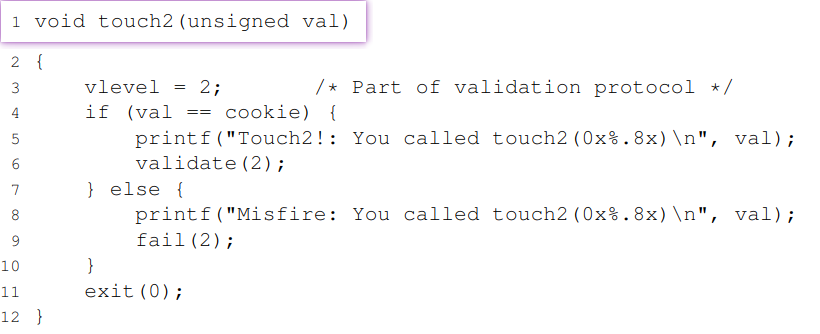 1 void touch2(unsigned val)
2 {
3     vlevel = 2;       /* Part of validation protocol */
4     if (val == cookie) {
5         printf("Touch2!: You called touch2(0x%.8x)\n", val);
6         validate(2);
7     } else {
8         printf("Misfire: You called touch2(0x%.8x)\n", val);
9         fail(2);
10     }
11     exit(0);
12 }